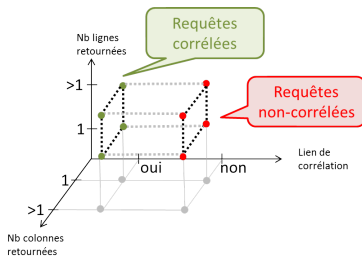 Nb lignes
retournées
Requêtes
corrélées
>1
Requêtes
non-corrélées
1
oui
non
Lien de
corrélation
1
>1
Nb colonnes
retournées